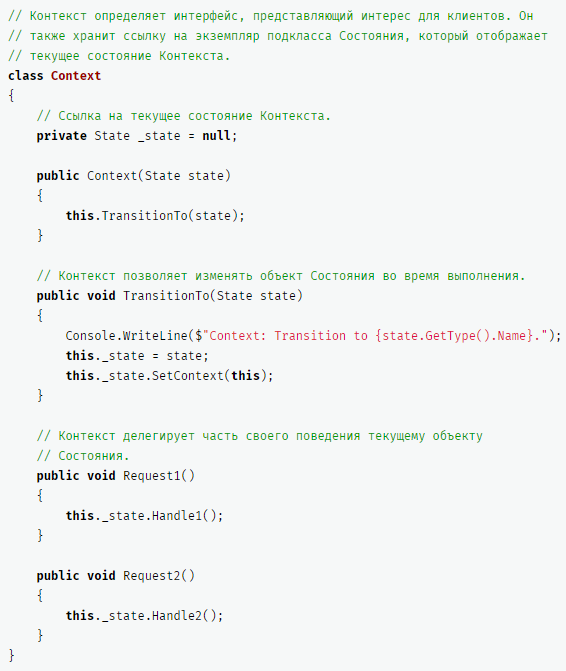 // Контекст определяет интерфейс, представляющий интерес для клиентов. Он
// также хранит ссылку на экземпляр подкласса Состояния, который отображает
// текущее состояние Контекста.
class Context
{
    // Ссылка на текущее состояние Контекста.
    private State _state = null;

    public Context(State state)
    {
        this.TransitionTo(state);
    }

    // Контекст позволяет изменять объект Состояния во время выполнения.
    public void TransitionTo(State state)
    {
        Console.WriteLine($"Context: Transition to {state.GetType().Name}.");
        this._state = state;
        this._state.SetContext(this);
    }

    // Контекст делегирует часть своего поведения текущему объекту
    // Состояния.
    public void Request1()
    {
        this._state.Handle1();
    }

    public void Request2()
    {
        this._state.Handle2();
    }
}